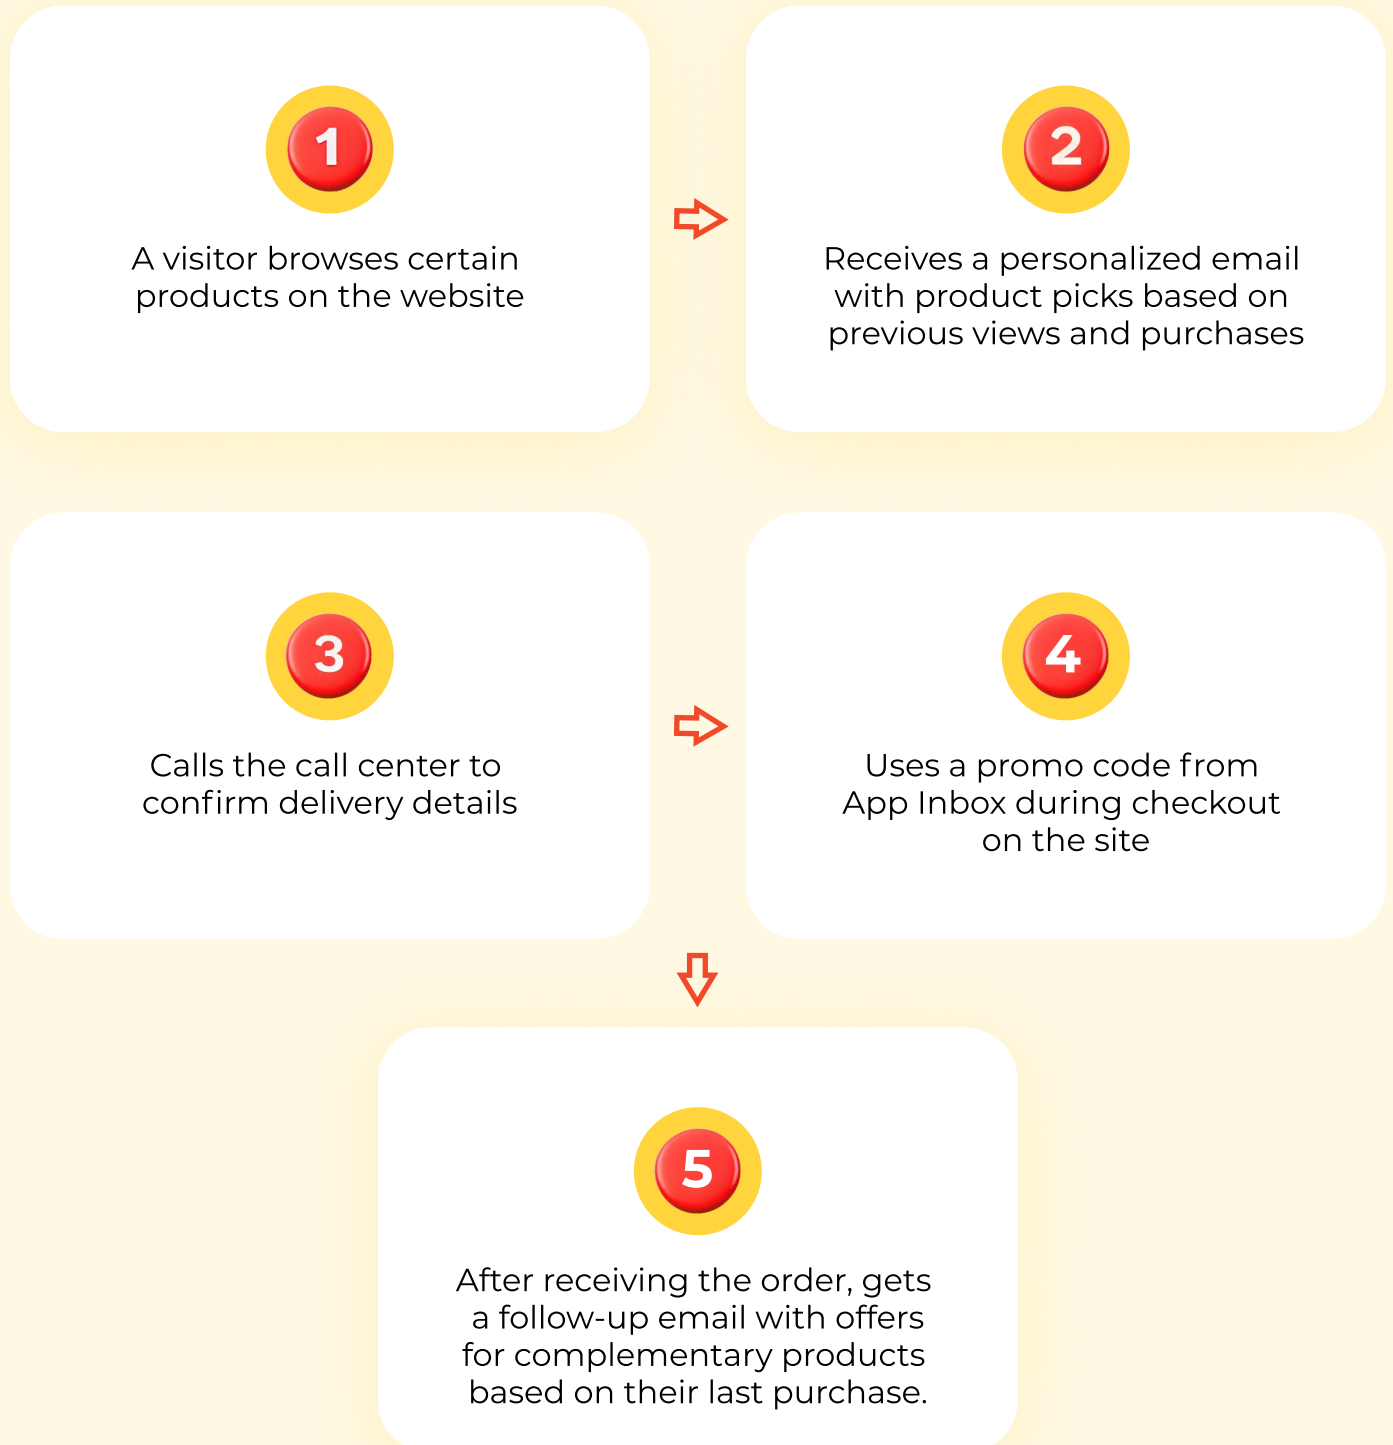 1
A visitor browses certain
products on the website
2
Receives a personalized email
with product picks based on
previous views and purchases
3
Calls the call center to
confirm delivery details
4
Uses a promo code from
App Inbox during checkout
on the site
5
After receiving the order, gets
a follow-up email with offers
for complementary products
based on their last purchase.